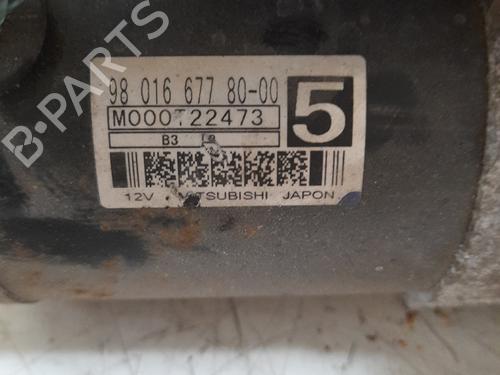 98 016 677 80-00
5
M000T22473
B3
12V MITSUBISHI JAPON
B-PARTS